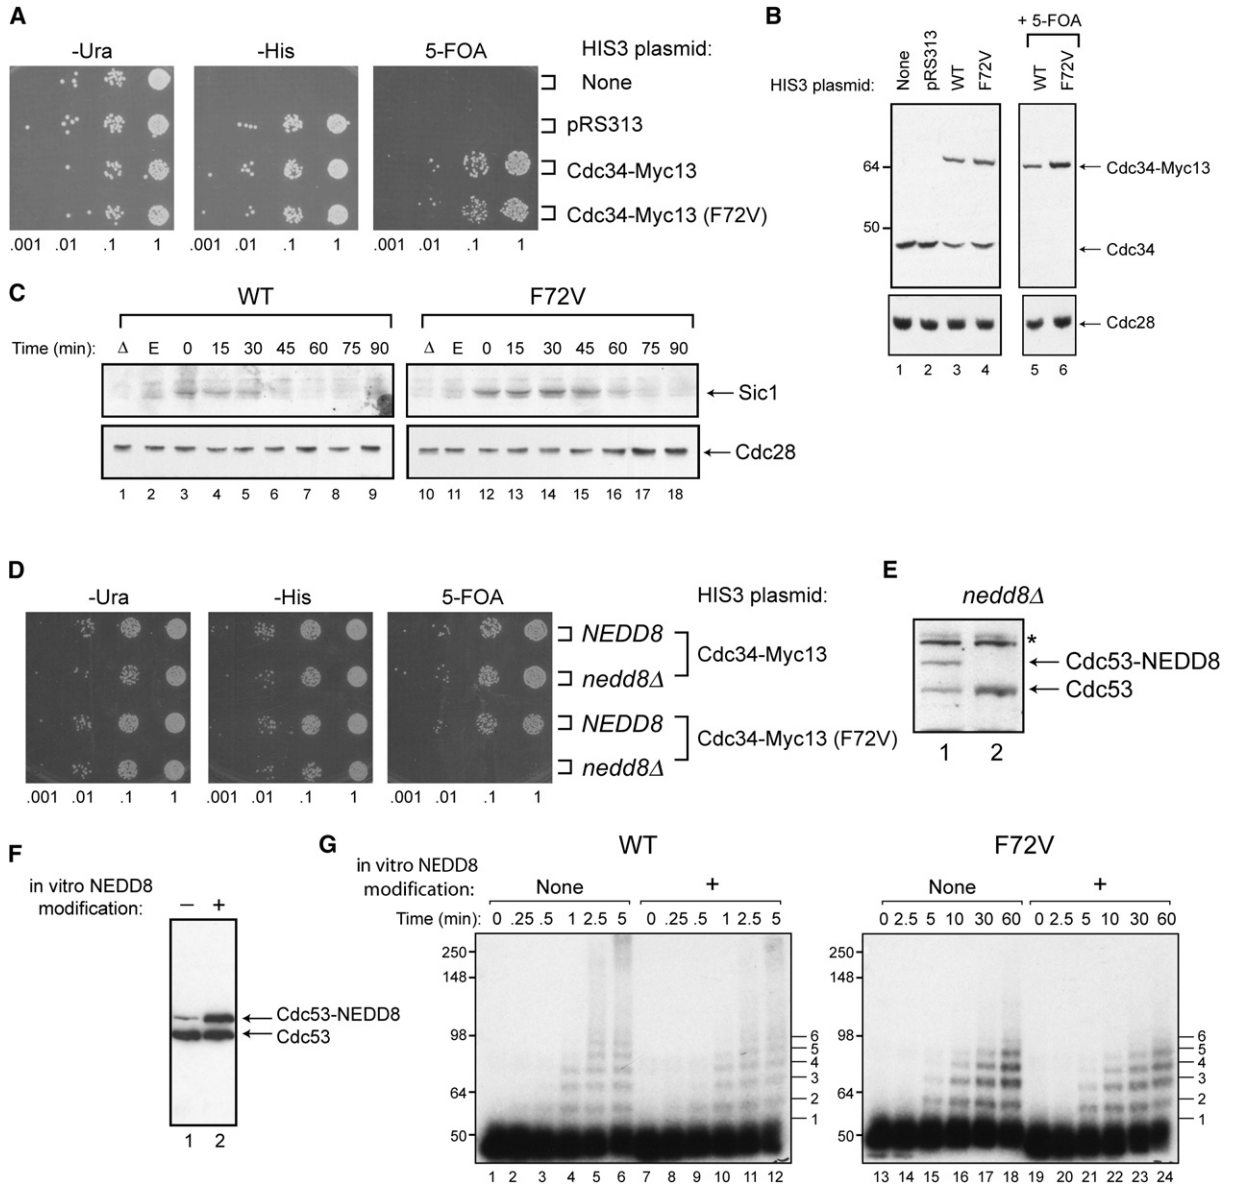 A
-Ura -His 5-FOA HIS3 plasmid:
None
pRS313
Cdc34-Myc13
Cdc34-Myc13 (F72V)
.001 .01 .1 1 .001 .01 .1 1 .001 .01 .1 1
B
+ 5-FOA
HIS3 plasmid: None pRS313 WT F72V WT F72V
64 Cdc34-Myc13
50
Cdc34
Cdc28
1 2 3 4 5 6
C
WT F72V
Time (min): Δ E 0 15 30 45 60 75 90 Δ E 0 15 30 45 60 75 90
Sic1
Cdc28
1 2 3 4 5 6 7 8 9 10 11 12 13 14 15 16 17 18
D
-Ura -His 5-FOA HIS3 plasmid:
NEDD8
Cdc34-Myc13
nedd8Δ
NEDD8
Cdc34-Myc13 (F72V)
nedd8Δ
.001 .01 .1 1 .001 .01 .1 1 .001 .01 .1 1
E
nedd8Δ
*
Cdc53-NEDD8
Cdc53
1 2
F
in vitro NEDD8
modification: – +
Cdc53-NEDD8
Cdc53
1 2
G
WT F72V
in vitro NEDD8
modification: None + None +
Time (min): 0 .25 .5 1 2.5 5 0 .25 .5 1 2.5 5 0 2.5 5 10 30 60 0 2.5 5 10 30 60
250 250
148 148
98 6 98 6
5 5
4 4
3 3
64 2 64 2
1 1
50 50
1 2 3 4 5 6 7 8 9 10 11 12 13 14 15 16 17 18 19 20 21 22 23 24